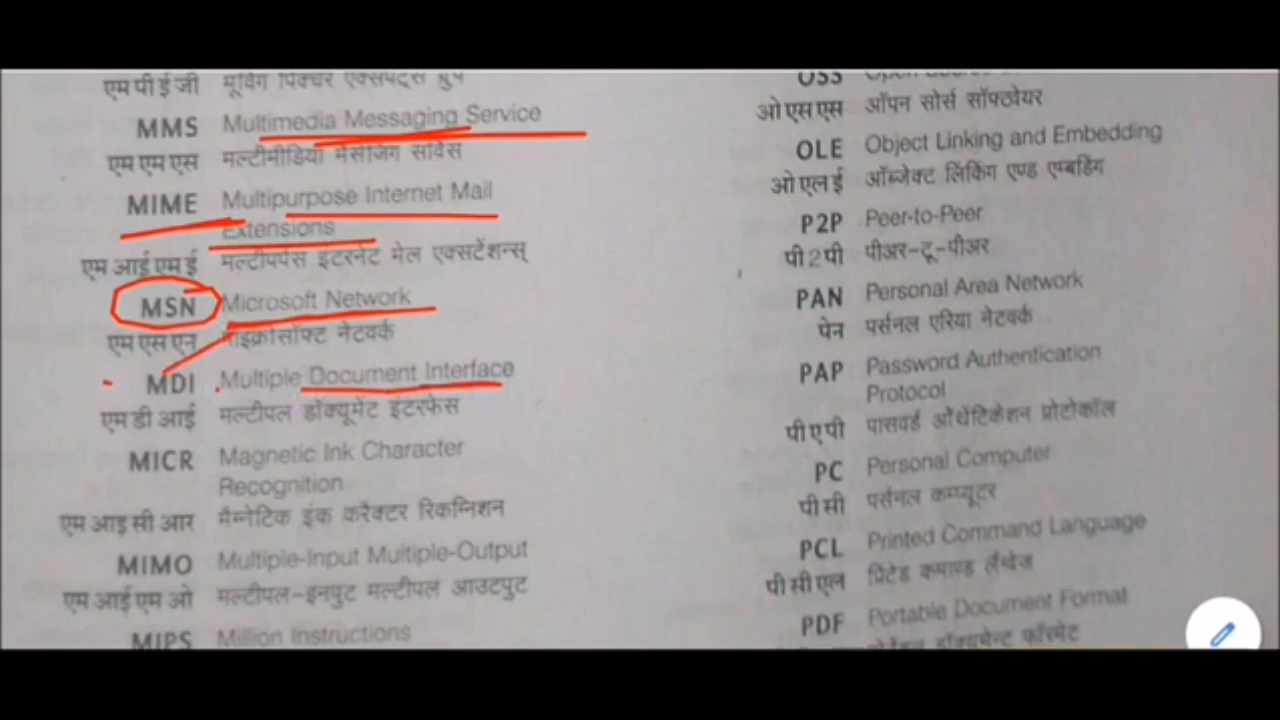 एम पी ई जी मूविंग पिक्चर एक्सपर्ट्स ग्रुप
MMS Multimedia Messaging Service
एम एम एस मल्टीमीडिया मैसेजिंग सर्विस
MIME Multipurpose Internet Mail
Extensions
एम आई एम ई मल्टीपर्पस इंटरनेट मेल एक्सटेंशन्स्
MSN Microsoft Network
एम एस एन माइक्रोसॉफ्ट नेटवर्क
MDI Multiple Document Interface
एम डी आई मल्टीपल डॉक्यूमेंट इंटरफेस
MICR Magnetic Ink Character
Recognition
एम आइ सी आर मैग्नेटिक इंक करैक्टर रिकग्निशन
MIMO Multiple-Input Multiple-Output
एम आई एम ओ मल्टीपल-इनपुट मल्टीपल आउटपुट
MIPS Million Instructions
OSS Open
ओ एस एस ऑपन सोर्स सॉफ्टवेयर
OLE Object Linking and Embedding
ओ एल ई ऑब्जेक्ट लिंकिंग एण्ड एम्बडिंग
P2P Peer-to-Peer
पी 2 पी पीअर-टू-पीअर
PAN Personal Area Network
पेन पर्सनल एरिया नेटवर्क
PAP Password Authentication
Protocol
पी ए पी पासवर्ड ऑथेंटिकेशन प्रोटोकॉल
PC Personal Computer
पी सी पर्सनल कम्प्यूटर
PCL Printed Command Language
पी सी एल प्रिंटेड कमाण्ड लैंग्वेज
PDF Portable Document Format
पोर्टेबल डॉक्यूमेन्ट फॉरमेट